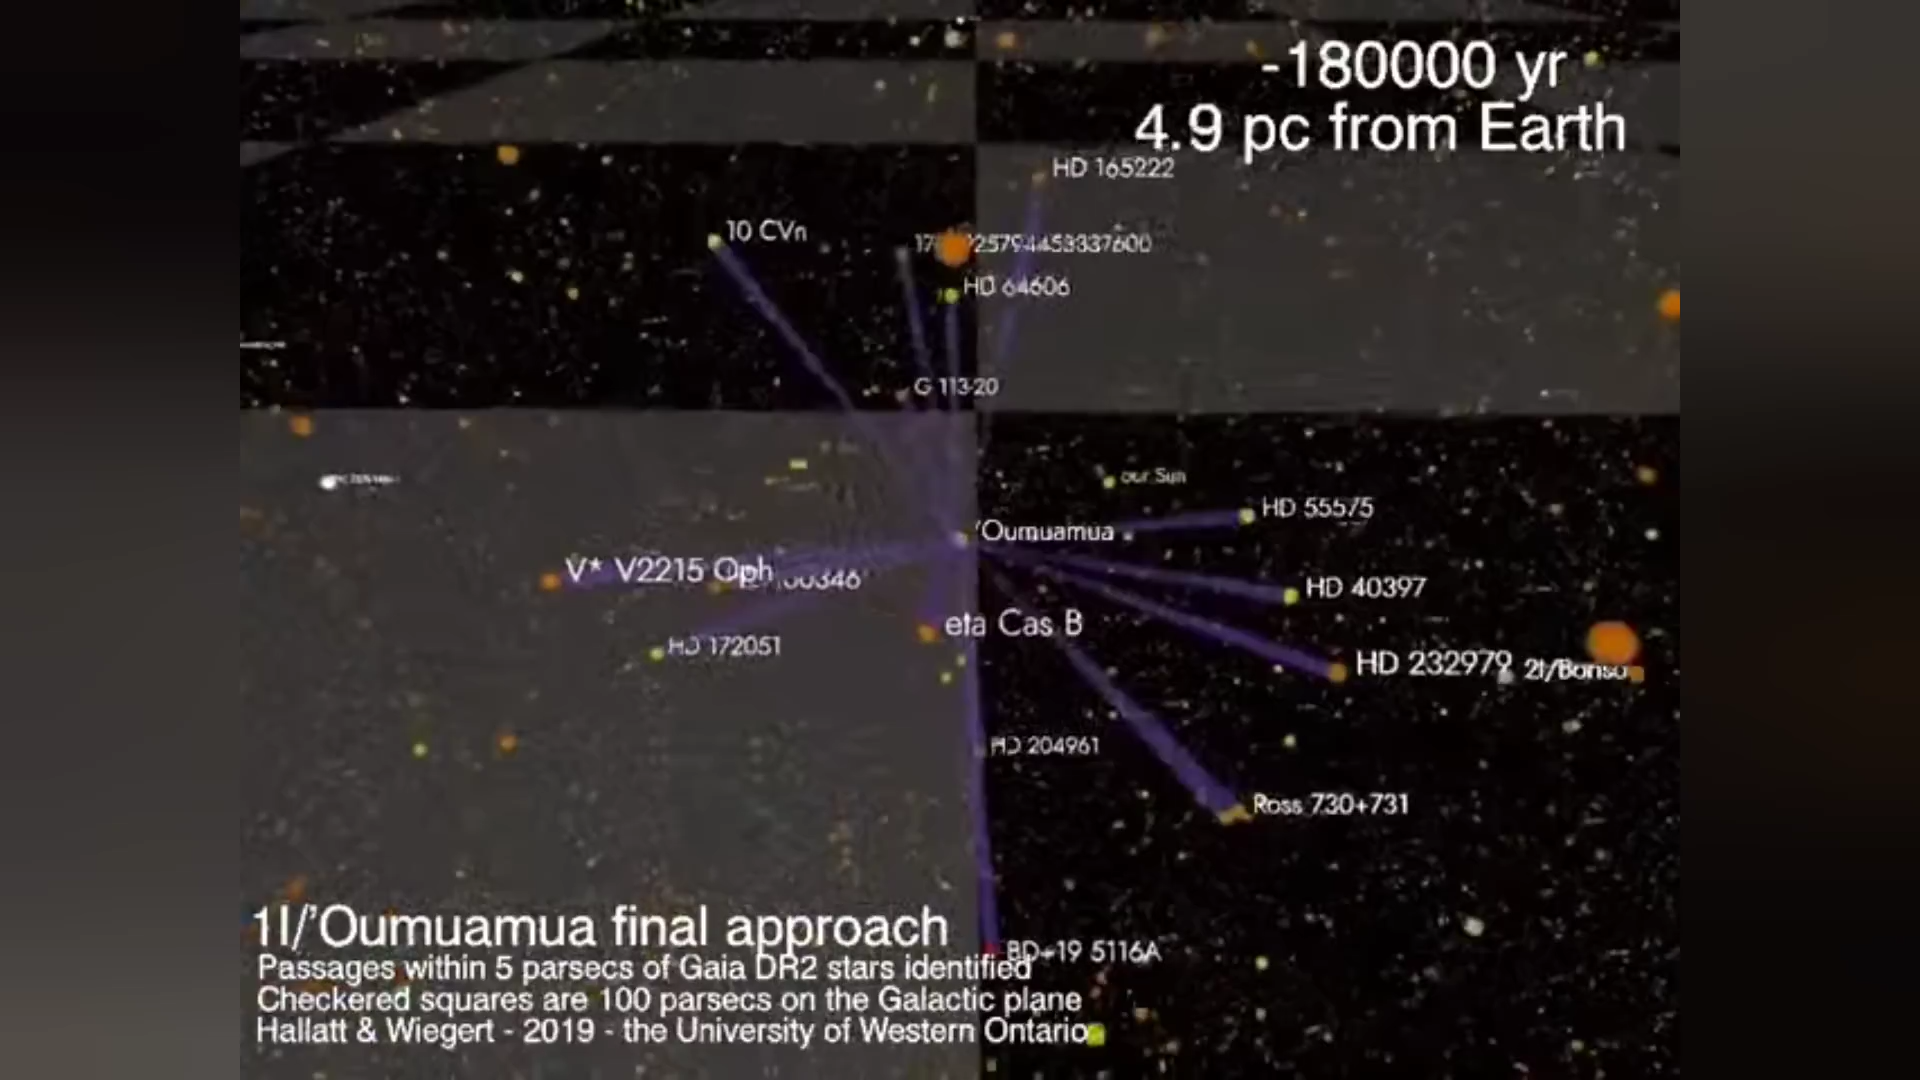 -180000 yr
4.9 pc from Earth
HD 165222
10 CVn
HD 64606
G 113-20
our Sun
HD 55575
'Oumuamua
V* V2215 Oph
HD 40397
eta Cas B
HD 172051
HD 232979
HD 204961
Ross 730+731
1I/'Oumuamua final approach
BD+19 5116A
Passages within 5 parsecs of Gaia DR2 stars identified
Checkered squares are 100 parsecs on the Galactic plane
Hallatt & Wiegert - 2019 - the University of Western Ontario